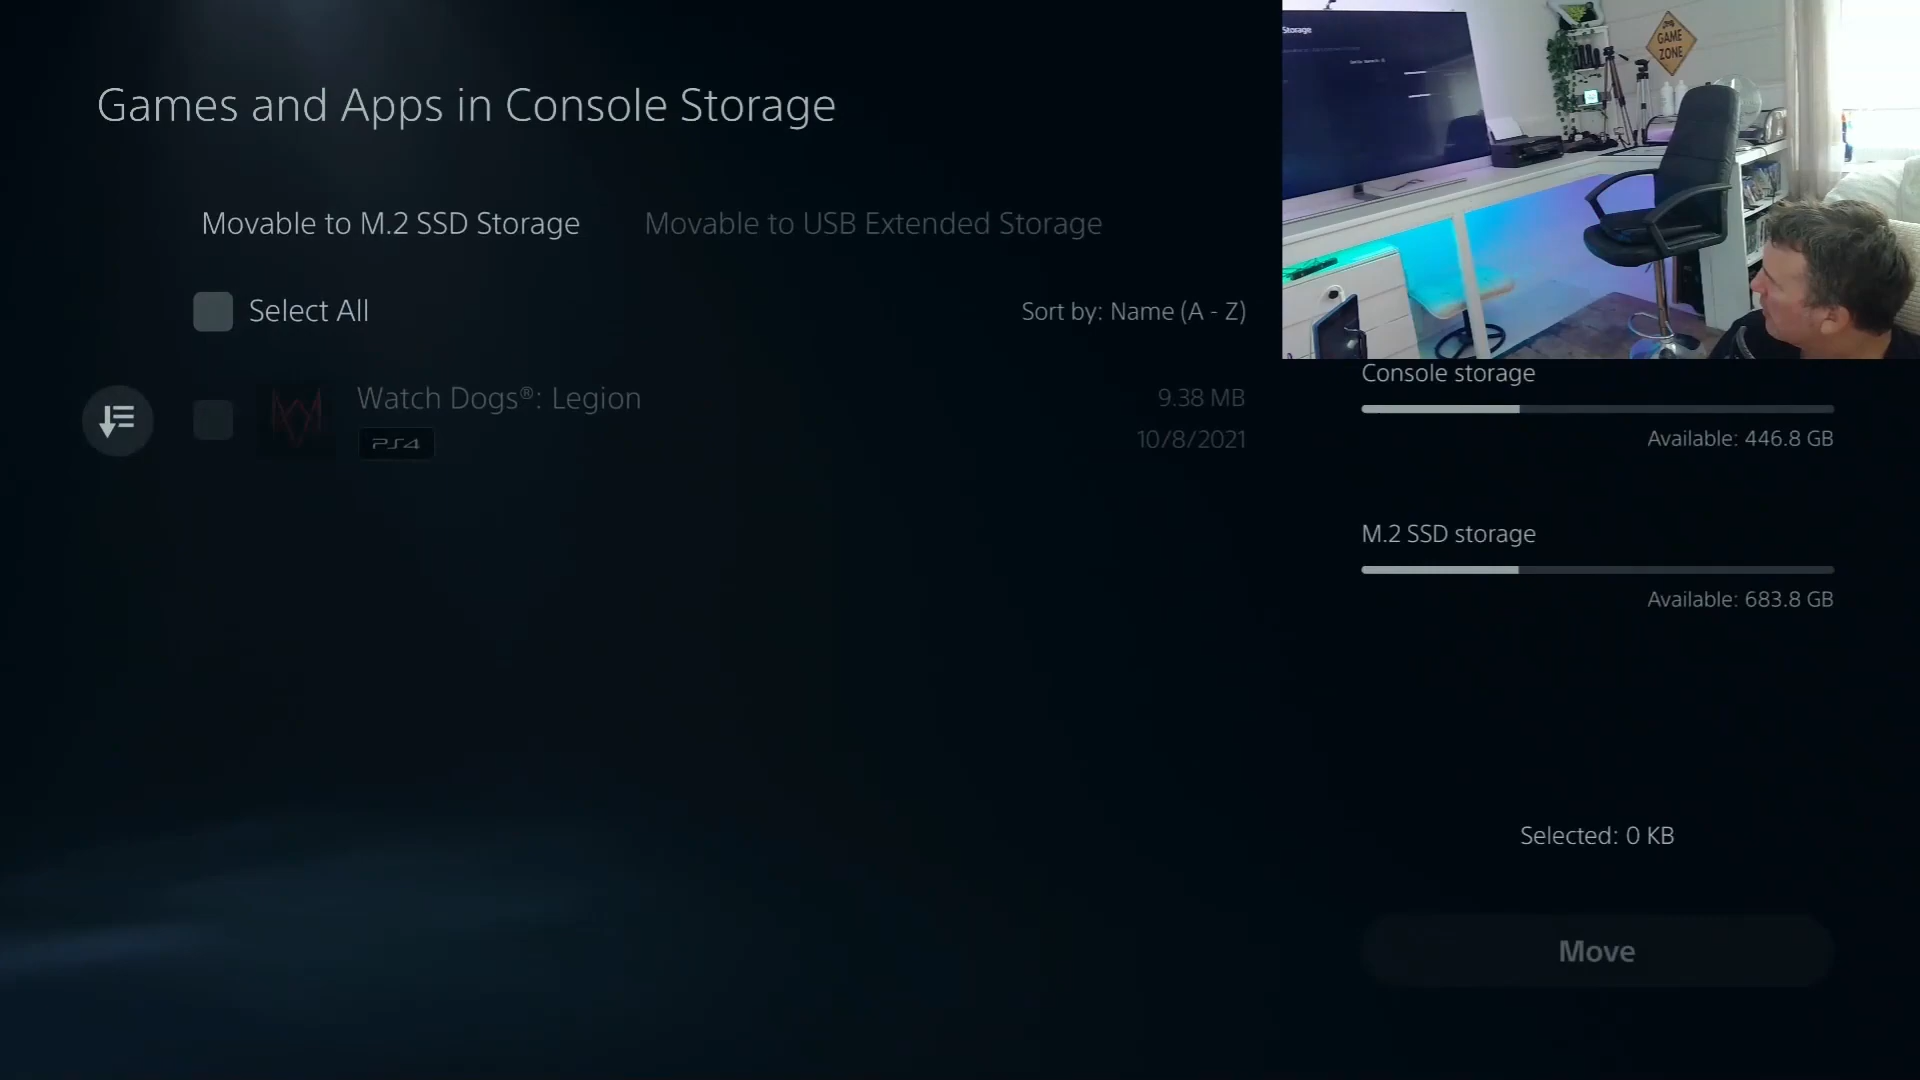 Games and Apps in Console Storage
Movable to M.2 SSD Storage
Movable to USB Extended Storage
Select All
Sort by: Name (A - Z)
Watch Dogs®: Legion
PS4
9.38 MB
10/8/2021
Storage
GAME
ZONE
Console storage
Available: 446.8 GB
M.2 SSD storage
Available: 683.8 GB
Selected: 0 KB
Move